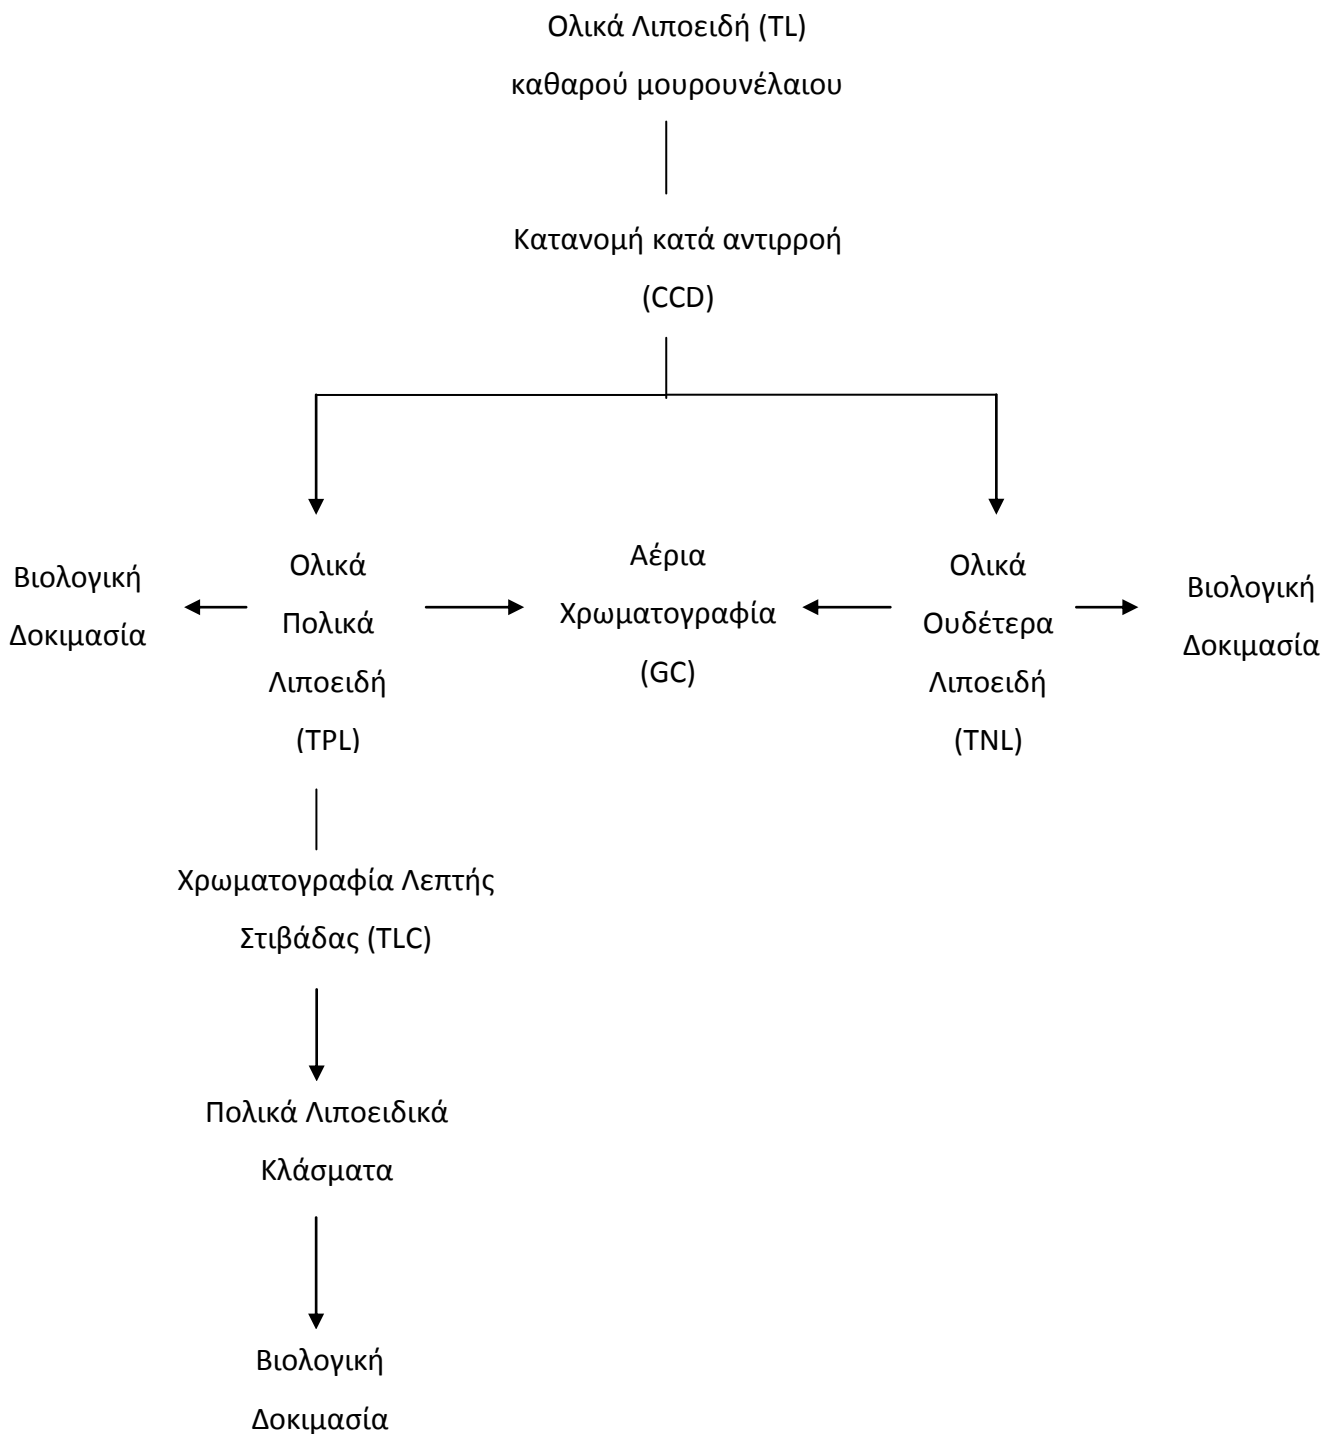 Ολικά Λιποειδή (TL)
καθαρού μουρουνέλαιου
Κατανομή κατά αντιρροή
(CCD)
Βιολογική
Δοκιμασία
Ολικά
Πολικά
Λιποειδή
(TPL)
Αέρια
Χρωματογραφία
(GC)
Ολικά
Ουδέτερα
Λιποειδή
(TNL)
Βιολογική
Δοκιμασία
Χρωματογραφία Λεπτής
Στιβάδας (TLC)
Πολικά Λιποειδικά
Κλάσματα
Βιολογική
Δοκιμασία